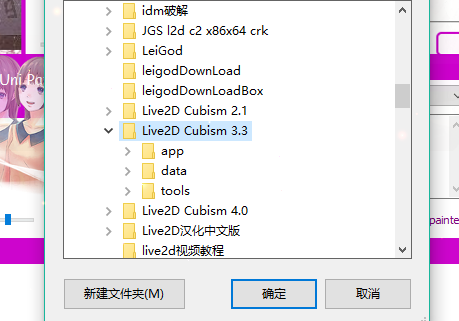 idm破解
JGS l2d c2 x86x64 crk
LeiGod
leigodDownLoad
leigodDownLoadBox
Live2D Cubism 2.1
Live2D Cubism 3.3
app
data
tools
Live2D Cubism 4.0
Live2D汉化中文版
live2d视频教程
Uni Pa
painte
新建文件夹(M)
确定
取消